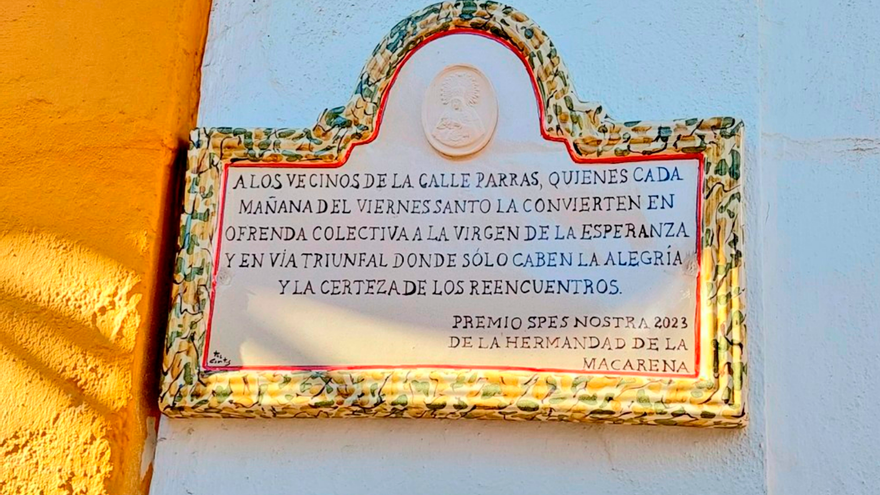 A LOS VECINOS DE LA CALLE PARRAS, QUIENES CADA
MAÑANA DEL VIERNES SANTO LA CONVIERTEN EN
OFRENDA COLECTIVA A LA VIRGEN DE LA ESPERANZA
Y EN VÍA TRIUNFAL DONDE SÓLO CABEN LA ALEGRÍA
Y LA CERTEZA DE LOS REENCUENTROS.
PREMIO SPES NOSTRA 2023
DE LA HERMANDAD DE LA
MACARENA